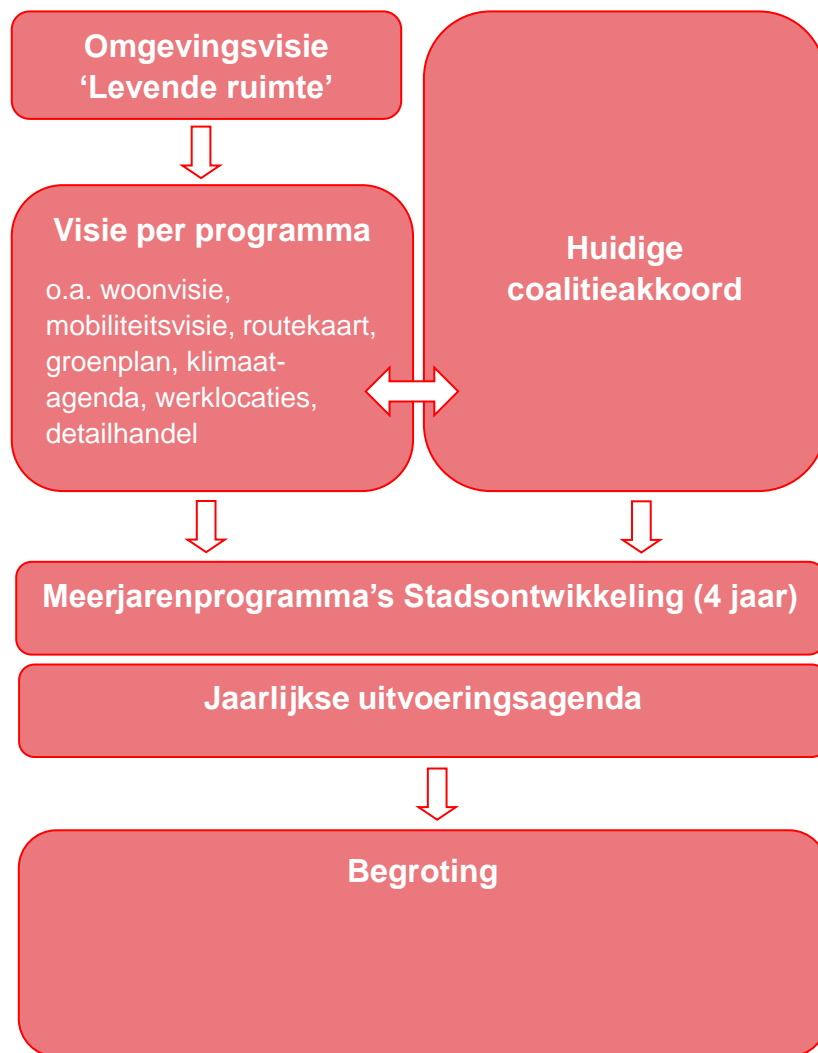 Omgevingsvisie
‘Levende ruimte’
Visie per programma
o.a. woonvisie,
mobiliteitsvisie, routekaart,
groenplan, klimaat-
agenda, werklocaties,
detailhandel
Huidige
coalitieakkoord
Meerjarenprogramma’s Stadsontwikkeling (4 jaar)
Jaarlijkse uitvoeringsagenda
Begroting